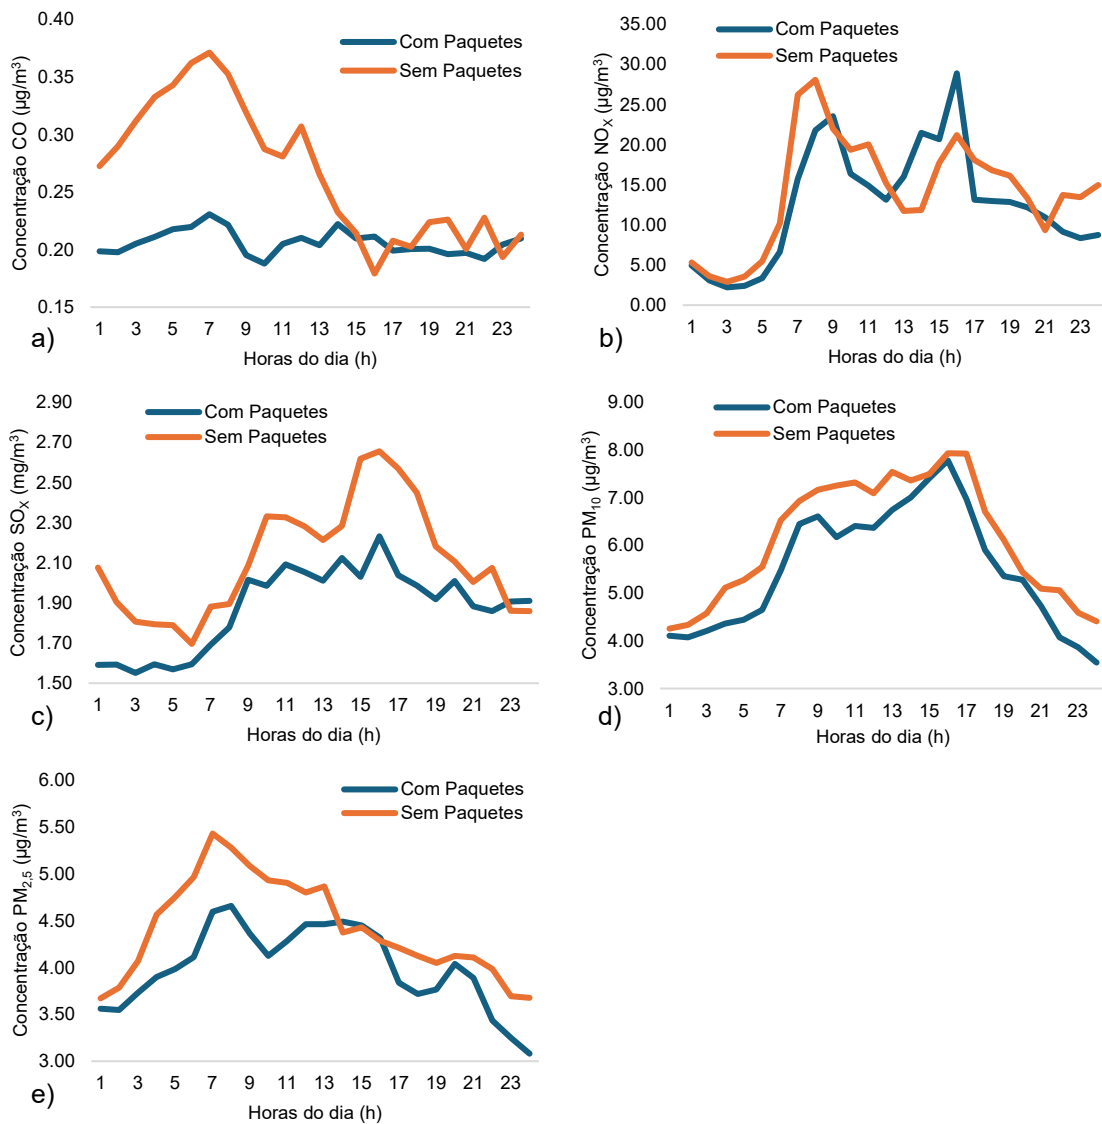 0.40
0.35
0.30
0.25
0.20
0.15
Concentração CO (µg/m³)
Com Paquetes
Sem Paquetes
1 3 5 7 9 11 13 15 17 19 21 23
Horas do dia (h)
a)
35.00
30.00
25.00
20.00
15.00
10.00
5.00
0.00
Concentração NOX (µg/m³)
Com Paquetes
Sem Paquetes
1 3 5 7 9 11 13 15 17 19 21 23
Horas do dia (h)
b)
2.90
2.70
2.50
2.30
2.10
1.90
1.70
1.50
Concentração SOX (mg/m³)
Com Paquetes
Sem Paquetes
1 3 5 7 9 11 13 15 17 19 21 23
Horas do dia (h)
c)
9.00
8.00
7.00
6.00
5.00
4.00
3.00
Concentração PM10 (µg/m³)
Com Paquetes
Sem Paquetes
1 3 5 7 9 11 13 15 17 19 21 23
Horas do dia (h)
d)
6.00
5.50
5.00
4.50
4.00
3.50
3.00
Concentração PM2,5 (µg/m³)
Com Paquetes
Sem Paquetes
1 3 5 7 9 11 13 15 17 19 21 23
Horas do dia (h)
e)